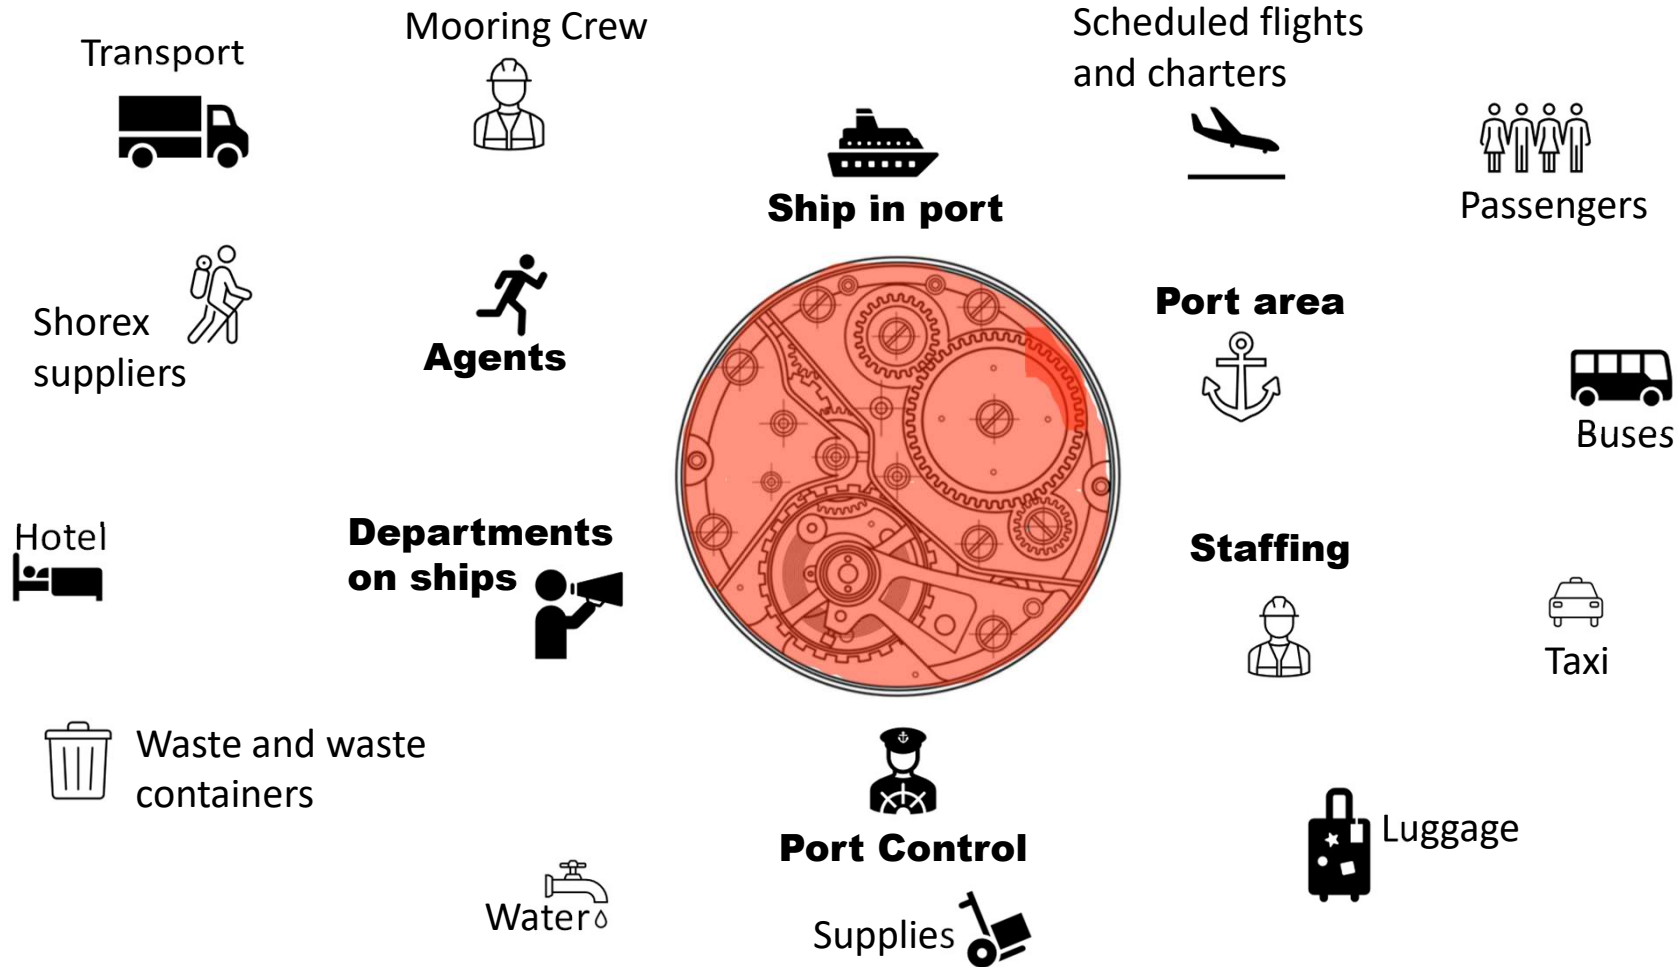 Transport
Mooring Crew
Scheduled flights
and charters
Passengers
Ship in port
Shorex
suppliers
Agents
Port area
Buses
Hotel
Departments
on ships
Staffing
Taxi
Waste and waste
containers
Port Control
Luggage
Water
Supplies